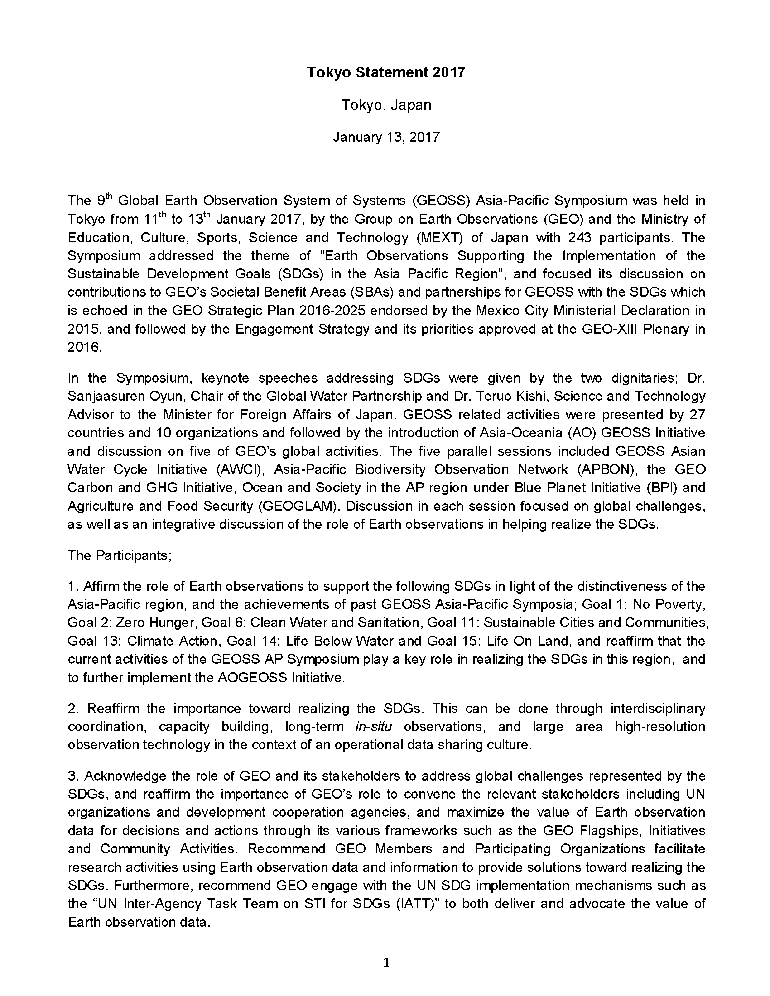 Tokyo Statement 2017
Tokyo, Japan
January 13, 2017
The 9th Global Earth Observation System of Systems (GEOSS) Asia-Pacific Symposium was held in
Tokyo from 11th to 13th January 2017, by the Group on Earth Observations (GEO) and the Ministry of
Education, Culture, Sports, Science and Technology (MEXT) of Japan with 243 participants. The
Symposium addressed the theme of "Earth Observations Supporting the Implementation of the
Sustainable Development Goals (SDGs) in the Asia Pacific Region", and focused its discussion on
contributions to GEO's Societal Benefit Areas (SBAs) and partnerships for GEOSS with the SDGs which
is echoed in the GEO Strategic Plan 2016-2025 endorsed by the Mexico City Ministerial Declaration in
2015, and followed by the Engagement Strategy and its priorities approved at the GEO-XIII Plenary in
2016.
In the Symposium, keynote speeches addressing SDGs were given by the two dignitaries; Dr.
Sanjaasuren Oyun, Chair of the Global Water Partnership and Dr. Teruo Kishi, Science and Technology
Advisor to the Minister for Foreign Affairs of Japan. GEOSS related activities were presented by 27
countries and 10 organizations and followed by the introduction of Asia-Oceania (AO) GEOSS Initiative
and discussion on five of GEO's global activities. The five parallel sessions included GEOSS Asian
Water Cycle Initiative (AWCI), Asia-Pacific Biodiversity Observation Network (APBON), the GEO
Carbon and GHG Initiative, Ocean and Society in the AP region under Blue Planet Initiative (BPI) and
Agriculture and Food Security (GEOGLAM). Discussion in each session focused on global challenges,
as well as an integrative discussion of the role of Earth observations in helping realize the SDGs.
The Participants;
1. Affirm the role of Earth observations to support the following SDGs in light of the distinctiveness of the
Asia-Pacific region, and the achievements of past GEOSS Asia-Pacific Symposia; Goal 1: No Poverty,
Goal 2: Zero Hunger, Goal 6: Clean Water and Sanitation, Goal 11: Sustainable Cities and Communities,
Goal 13: Climate Action, Goal 14: Life Below Water and Goal 15: Life On Land, and reaffirm that the
current activities of the GEOSS AP Symposium play a key role in realizing the SDGs in this region, and
to further implement the AOGEOSS Initiative.
2. Reaffirm the importance toward realizing the SDGs. This can be done through interdisciplinary
coordination, capacity building, long-term in-situ observations, and large area high-resolution
observation technology in the context of an operational data sharing culture.
3. Acknowledge the role of GEO and its stakeholders to address global challenges represented by the
SDGs, and reaffirm the importance of GEO's role to convene the relevant stakeholders including UN
organizations and development cooperation agencies, and maximize the value of Earth observation
data for decisions and actions through its various frameworks such as the GEO Flagships, Initiatives
and Community Activities. Recommend GEO Members and Participating Organizations facilitate
research activities using Earth observation data and information to provide solutions toward realizing the
SDGs. Furthermore, recommend GEO engage with the UN SDG implementation mechanisms such as
the "UN Inter-Agency Task Team on STI for SDGs (IATT)" to both deliver and advocate the value of
Earth observation data.
1